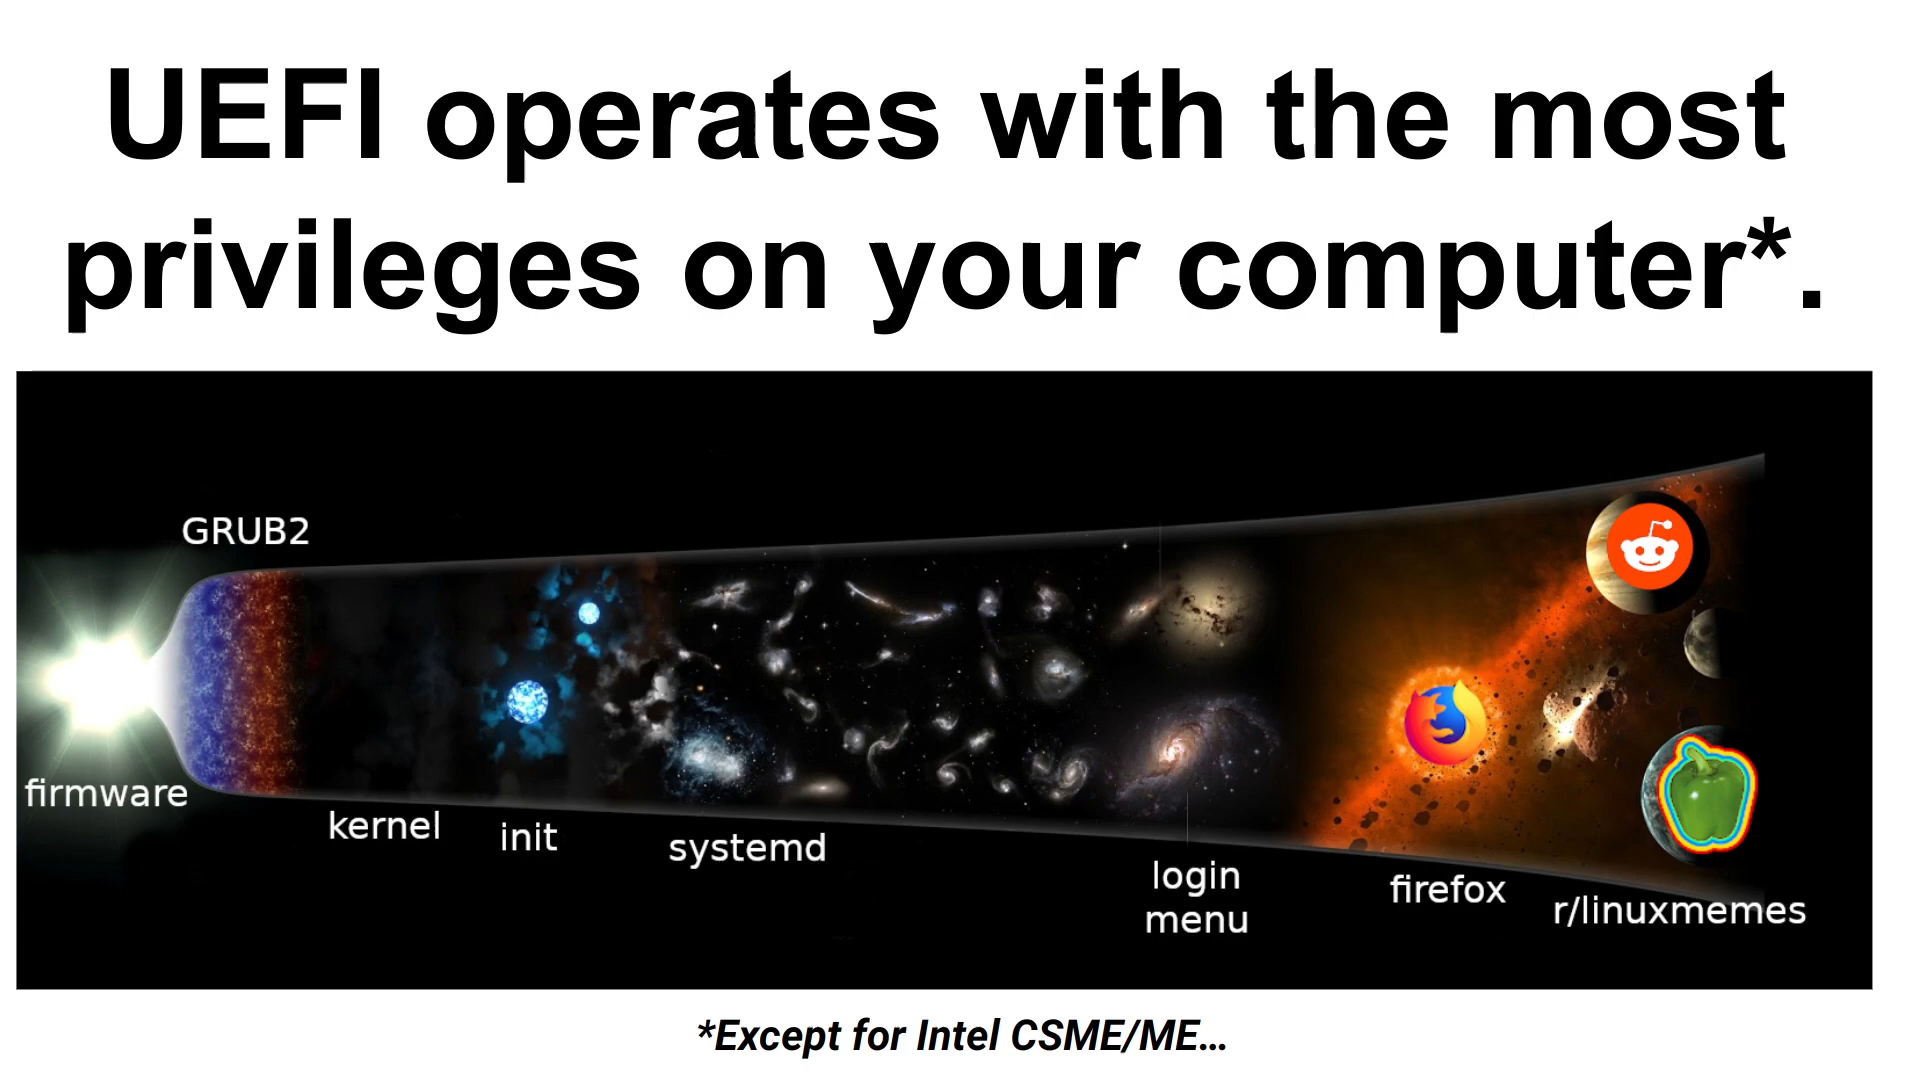 UEFI operates with the most
privileges on your computer*.
GRUB2
firmware
kernel
init
systemd
login
menu
firefox
r/linuxmemes
*Except for Intel CSME/ME...